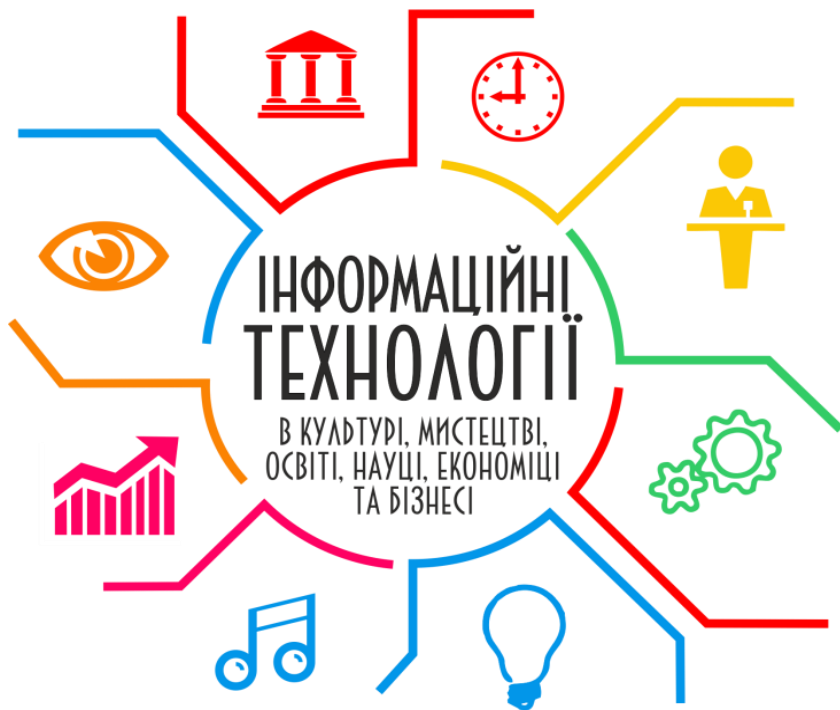 ІНФОРМАЦІЙНІ
ТЕХНОЛОГІЇ
В КУЛЬТУРІ, МИСТЕЦТВІ,
ОСВІТІ, НАУЦІ, ЕКОНОМІЦІ
ТА БІЗНЕСІ